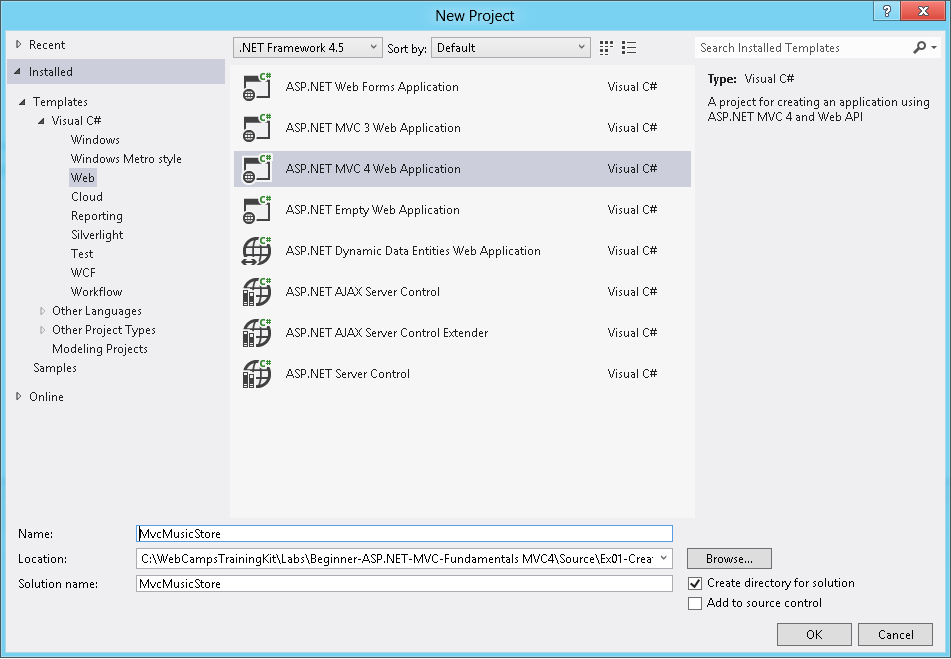 New Project
?
Recent
Installed
Templates
Visual C#
Windows
Windows Metro style
Web
Cloud
Reporting
Silverlight
Test
WCF
Workflow
Other Languages
Other Project Types
Modeling Projects
Samples
Online
.NET Framework 4.5 Sort by: Default
C# ASP.NET Web Forms Application Visual C#
C# ASP.NET MVC 3 Web Application Visual C#
C# ASP.NET MVC 4 Web Application Visual C#
C# ASP.NET Empty Web Application Visual C#
C# ASP.NET Dynamic Data Entities Web Application Visual C#
C# ASP.NET AJAX Server Control Visual C#
C# ASP.NET AJAX Server Control Extender Visual C#
C# ASP.NET Server Control Visual C#
Search Installed Templates
Type: Visual C#
A project for creating an application using
ASP.NET MVC 4 and Web API
Name: MvcMusicStore
Location: C:\WebCampsTrainingKit\Labs\Beginner-ASP.NET-MVC-Fundamentals MVC4\Source\Ex01-Crea Browse...
Solution name: MvcMusicStore
Create directory for solution
Add to source control
OK Cancel